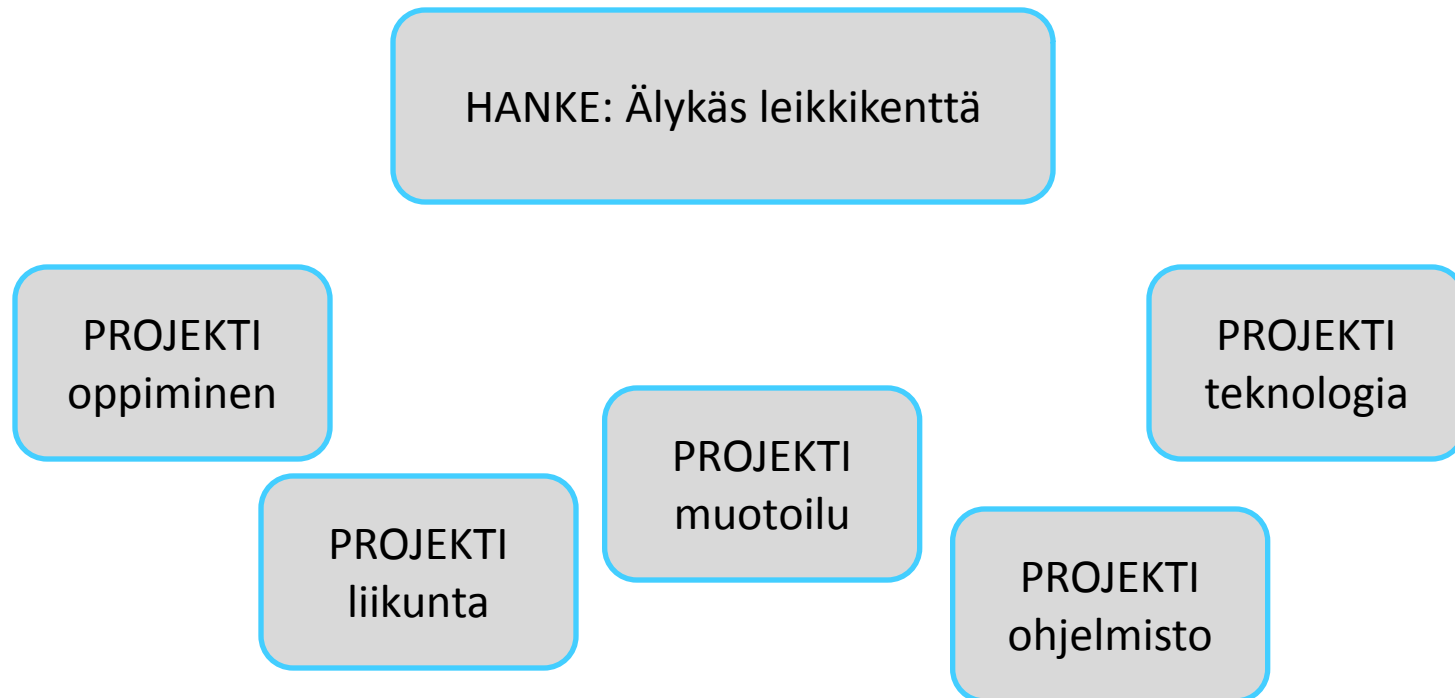 HANKE: Älykäs leikkikenttä
PROJEKTI
oppiminen
PROJEKTI
liikunta
PROJEKTI
muotoilu
PROJEKTI
ohjelmisto
PROJEKTI
teknologia